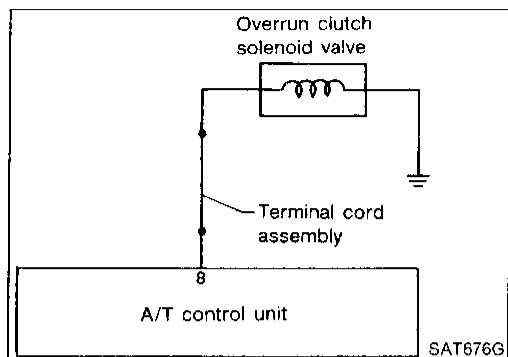 Overrun clutch
solenoid valve
Terminal cord
assembly
8
A/T control unit
SAT676G